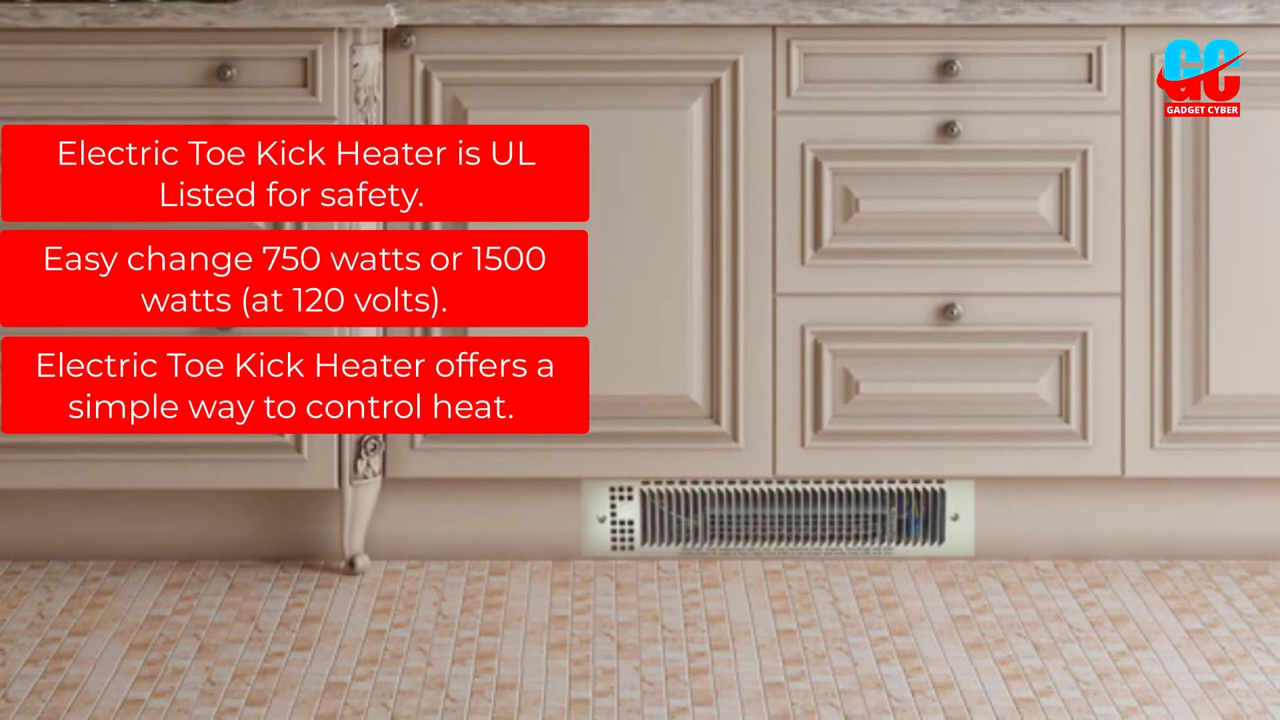 GC
GADGET CYBER
Electric Toe Kick Heater is UL
Listed for safety.
Easy change 750 watts or 1500
watts (at 120 volts).
Electric Toe Kick Heater offers a
simple way to control heat.